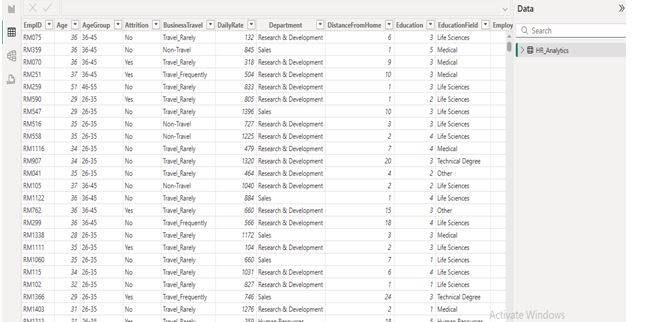 Data
EmpID Age AgeGroup Attrition BusinessTravel DailyRate Department DistanceFromHome Education EducationField Employ
Search
RM075 36 36-45 No Travel_Rarely 132 Research & Development 6 3 Life Sciences
RM359 36 36-45 No Non-Travel 845 Sales 1 5 Medical
HR_Analytics
RM070 36 36-45 Yes Travel_Rarely 318 Research & Development 9 3 Medical
RM251 37 36-45 Yes Travel_Frequently 504 Research & Development 10 3 Medical
RM259 51 46-55 No Travel_Rarely 833 Research & Development 1 3 Life Sciences
RM590 29 26-35 Yes Travel_Rarely 805 Research & Development 1 2 Life Sciences
RM547 29 26-35 No Travel_Rarely 1396 Sales 10 3 Life Sciences
RM516 35 26-35 No Non-Travel 727 Research & Development 3 3 Life Sciences
RM558 35 26-35 No Non-Travel 1225 Research & Development 2 4 Life Sciences
RM1116 34 26-35 No Travel_Rarely 479 Research & Development 7 4 Medical
RM907 34 26-35 No Travel_Rarely 1320 Research & Development 20 3 Technical Degree
RM041 35 26-35 No Travel_Rarely 464 Research & Development 4 2 Other
RM105 37 36-45 No Non-Travel 1040 Research & Development 2 2 Life Sciences
RM1122 36 36-45 No Travel_Rarely 884 Sales 1 4 Life Sciences
RM762 36 36-45 Yes Travel_Rarely 660 Research & Development 15 3 Other
RM299 36 36-45 No Travel_Frequently 566 Research & Development 18 4 Life Sciences
RM1338 28 26-35 No Travel_Rarely 1172 Sales 3 3 Medical
RM1111 35 26-35 Yes Travel_Rarely 104 Research & Development 2 3 Life Sciences
RM1060 35 26-35 No Travel_Rarely 660 Sales 7 1 Life Sciences
RM115 34 26-35 No Travel_Rarely 1031 Research & Development 6 4 Life Sciences
RM102 32 26-35 No Travel_Rarely 827 Research & Development 1 1 Life Sciences
RM1366 29 26-35 Yes Travel_Frequently 746 Sales 24 3 Technical Degree
RM1403 31 26-35 No Travel_Rarely 1276 Research & Development 2 1 Medical
Activate Windows